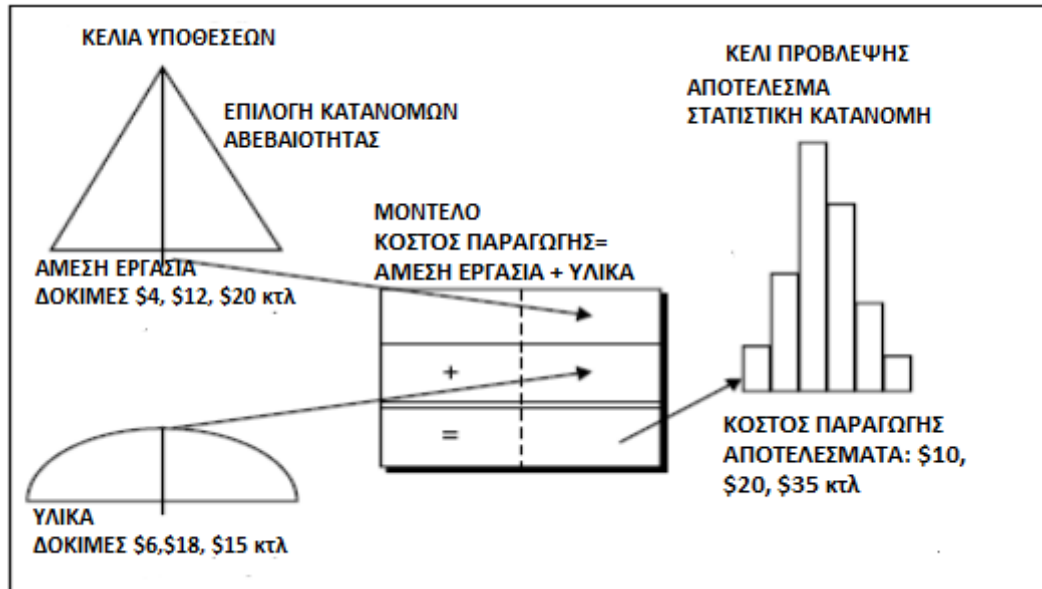 ΚΕΛΙΑ ΥΠΟΘΕΣΕΩΝ
ΕΠΙΛΟΓΗ ΚΑΤΑΝΟΜΩΝ
ΑΒΕΒΑΙΟΤΗΤΑΣ
ΑΜΕΣΗ ΕΡΓΑΣΙΑ
ΔΟΚΙΜΕΣ $4, $12, $20 κτλ
ΥΛΙΚΑ
ΔΟΚΙΜΕΣ $6,$18, $15 κτλ
ΜΟΝΤΕΛΟ
ΚΟΣΤΟΣ ΠΑΡΑΓΩΓΗΣ=
ΑΜΕΣΗ ΕΡΓΑΣΙΑ + ΥΛΙΚΑ
+
=
ΚΕΛΙ ΠΡΟΒΛΕΨΗΣ
ΑΠΟΤΕΛΕΣΜΑ
ΣΤΑΤΙΣΤΙΚΗ ΚΑΤΑΝΟΜΗ
ΚΟΣΤΟΣ ΠΑΡΑΓΩΓΗΣ
ΑΠΟΤΕΛΕΣΜΑΤΑ: $10,
$20, $35 κτλ